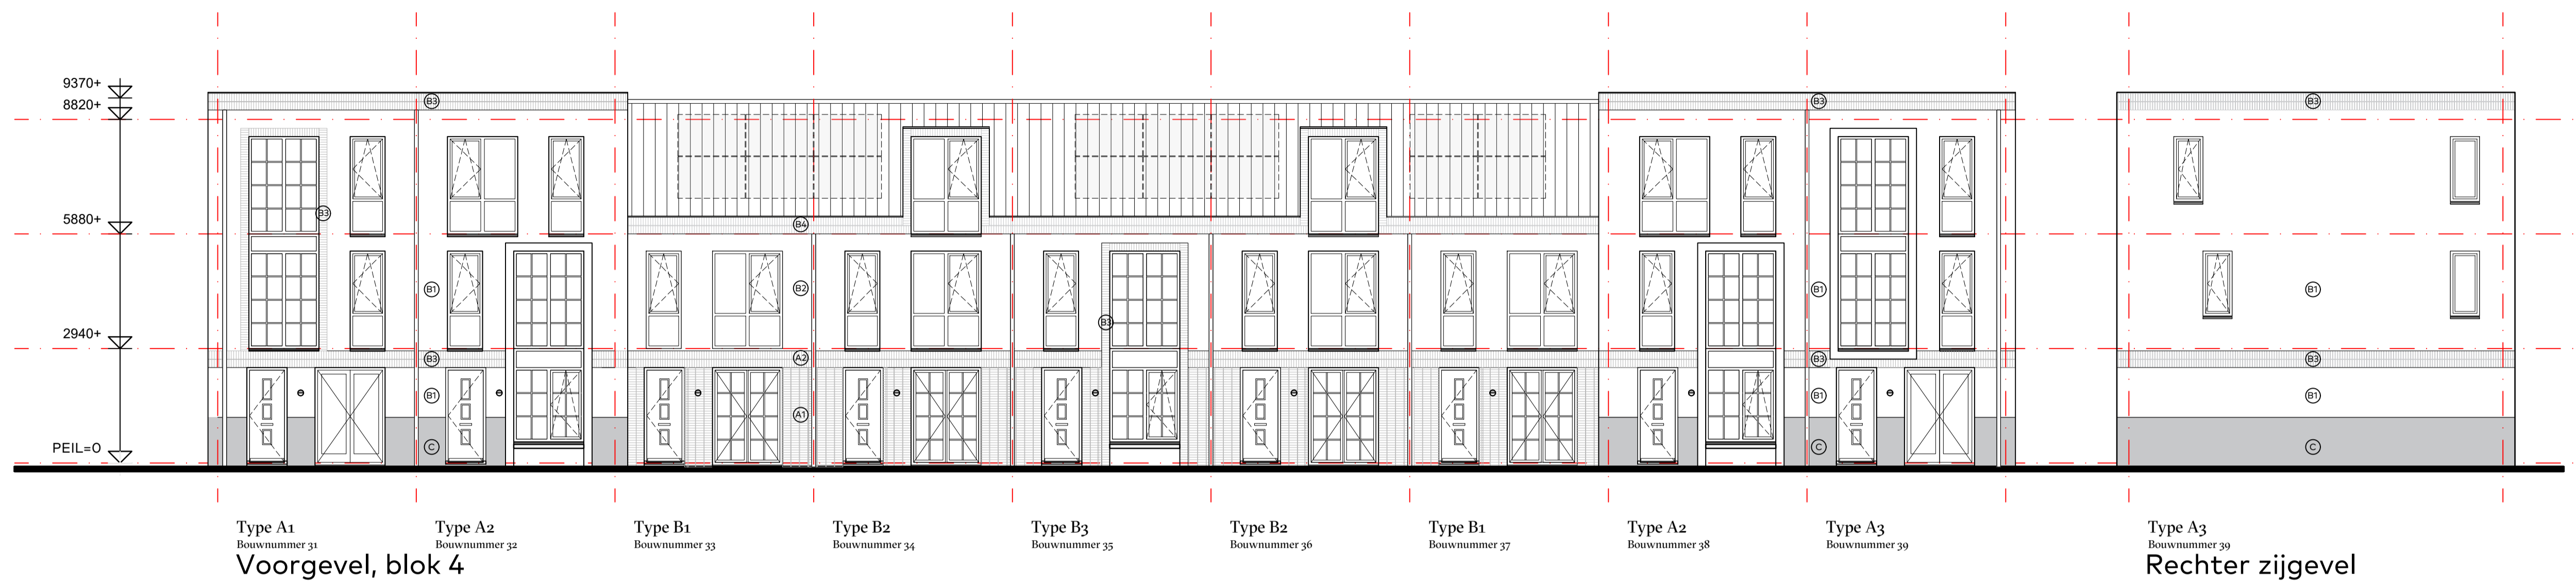 9370+
8820+
5880+
2940+
PEIL=0
B3 B3 B3
B3
B4
B1 B2 B1 B1
B3
B3 A2 B3 B3
B1 A1 B1 B1
C C C
Type A1 Type A2 Type B1 Type B2 Type B3 Type B2 Type B1 Type A2 Type A3 Type A3
Bouwnummer 31 Bouwnummer 32 Bouwnummer 33 Bouwnummer 34 Bouwnummer 35 Bouwnummer 36 Bouwnummer 37 Bouwnummer 38 Bouwnummer 39 Bouwnummer 39
Voorgevel, blok 4 Rechter zijgevel